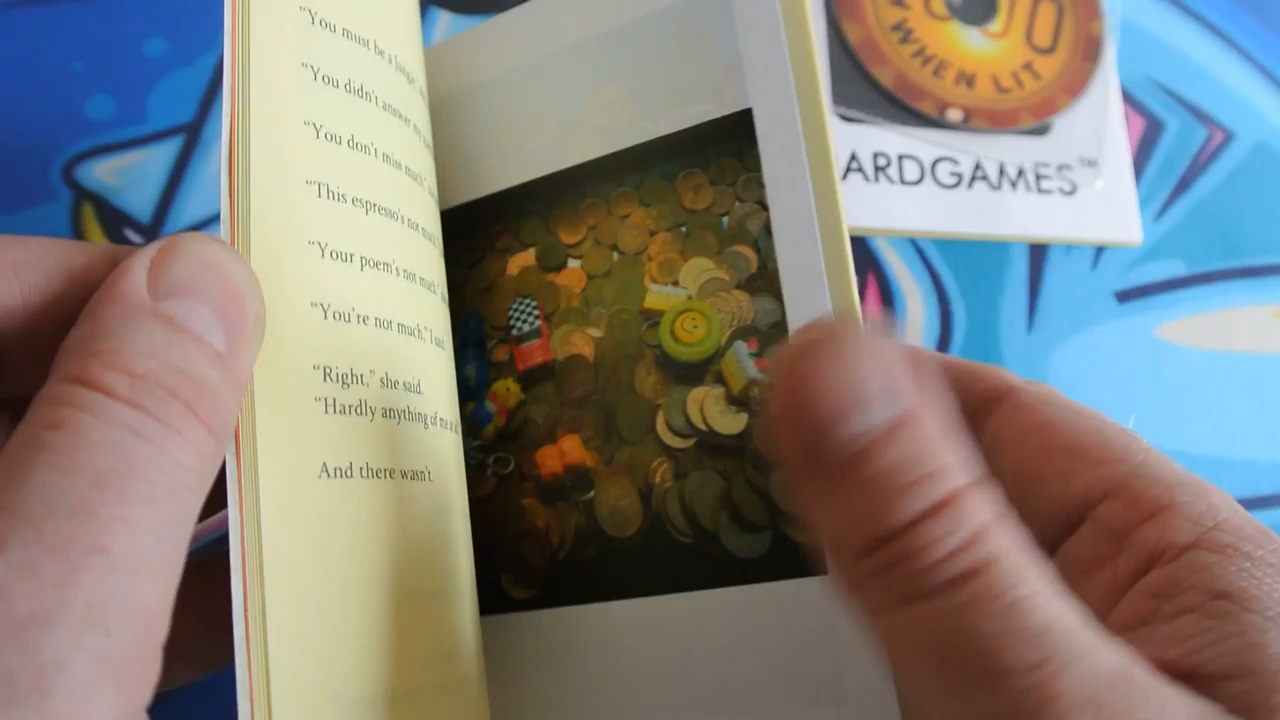 "You must be a
"You didn't answer my
"You don't miss much,"
"This espresso's not much,"
"Your poem's not much,"
"You're not much," I said.
"Right," she said.
"Hardly anything of me at all
And there wasn't.
WHEN LIT
ARDGAMES™